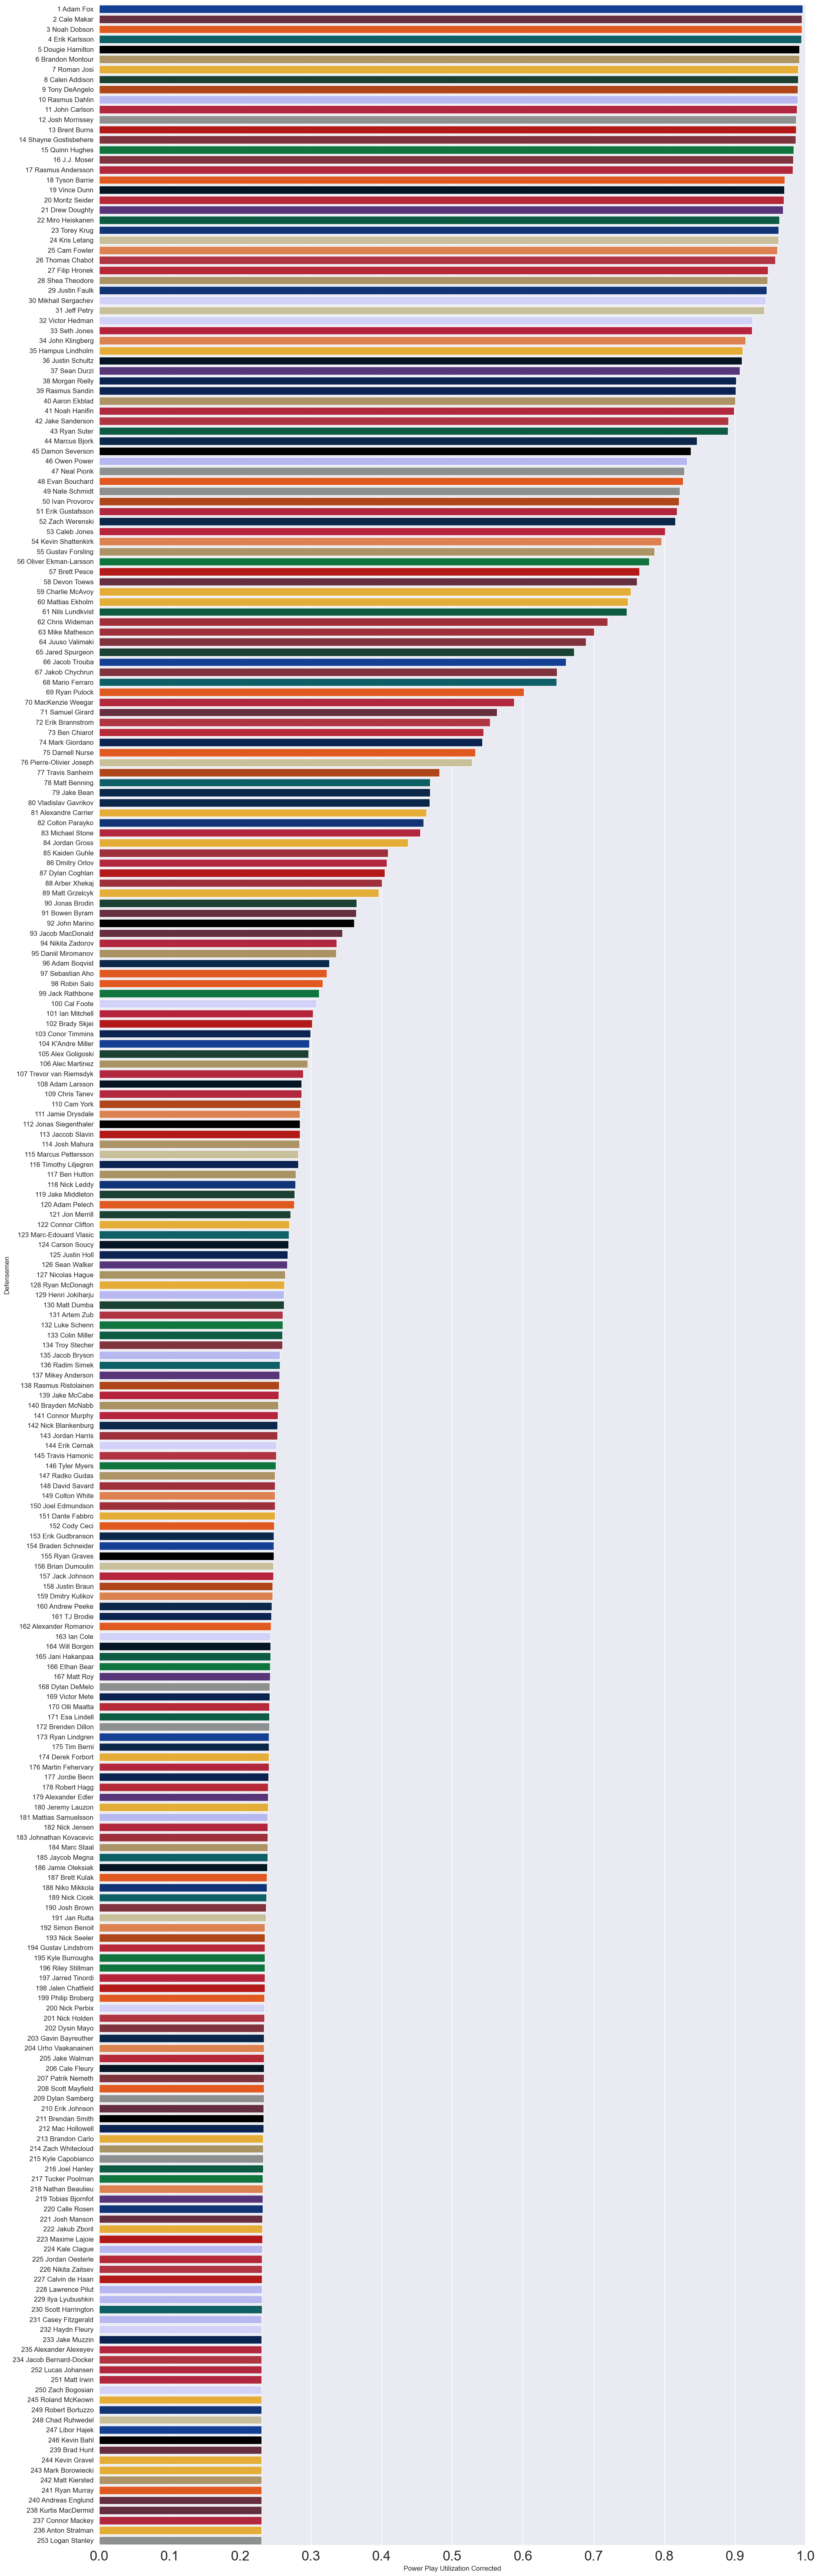 1 Adam Fox
2 Cale Makar
3 Noah Dobson
4 Erik Karlsson
5 Dougie Hamilton
6 Brandon Montour
7 Roman Josi
8 Calen Addison
9 Tony DeAngelo
10 Rasmus Dahlin
11 John Carlson
12 Josh Morrissey
13 Brent Burns
14 Shayne Gostisbehere
15 Quinn Hughes
16 J.J. Moser
17 Rasmus Andersson
18 Tyson Barrie
19 Vince Dunn
20 Moritz Seider
21 Drew Doughty
22 Miro Heiskanen
23 Torey Krug
24 Kris Letang
25 Cam Fowler
26 Thomas Chabot
27 Filip Hronek
28 Shea Theodore
29 Justin Faulk
30 Mikhail Sergachev
31 Jeff Petry
32 Victor Hedman
33 Seth Jones
34 John Klingberg
35 Hampus Lindholm
36 Justin Schultz
37 Sean Durzi
38 Morgan Rielly
39 Rasmus Sandin
40 Aaron Ekblad
41 Noah Hanifin
42 Jake Sanderson
43 Ryan Suter
44 Marcus Bjork
45 Damon Severson
46 Owen Power
47 Neal Pionk
48 Evan Bouchard
49 Nate Schmidt
50 Ivan Provorov
51 Erik Gustafsson
52 Zach Werenski
53 Caleb Jones
54 Kevin Shattenkirk
55 Gustav Forsling
56 Oliver Ekman-Larsson
57 Brett Pesce
58 Devon Toews
59 Charlie McAvoy
60 Mattias Ekholm
61 Nils Lundkvist
62 Chris Wideman
63 Mike Matheson
64 Juuso Valimaki
65 Jared Spurgeon
66 Jacob Trouba
67 Jakob Chychrun
68 Mario Ferraro
69 Ryan Pulock
70 MacKenzie Weegar
71 Samuel Girard
72 Erik Brannstrom
73 Ben Chiarot
74 Mark Giordano
75 Darnell Nurse
76 Pierre-Olivier Joseph
77 Travis Sanheim
78 Matt Benning
79 Jake Bean
80 Vladislav Gavrikov
81 Alexandre Carrier
82 Colton Parayko
83 Michael Stone
84 Jordan Gross
85 Kaiden Guhle
86 Dmitry Orlov
87 Dylan Coghlan
88 Arber Xhekaj
89 Matt Grzelcyk
90 Jonas Brodin
91 Bowen Byram
92 John Marino
93 Jacob MacDonald
94 Nikita Zadorov
95 Daniil Miromanov
96 Adam Boqvist
97 Sebastian Aho
98 Robin Salo
99 Jack Rathbone
100 Cal Foote
101 Ian Mitchell
102 Brady Skjei
103 Conor Timmins
104 K'Andre Miller
105 Alex Goligoski
106 Alec Martinez
107 Trevor van Riemsdyk
108 Adam Larsson
109 Chris Tanev
110 Cam York
111 Jamie Drysdale
112 Jonas Siegenthaler
113 Jaccob Slavin
114 Josh Mahura
115 Marcus Pettersson
116 Timothy Liljegren
117 Ben Hutton
118 Nick Leddy
119 Jake Middleton
120 Adam Pelech
121 Jon Merrill
122 Connor Clifton
123 Marc-Edouard Vlasic
124 Carson Soucy
125 Justin Holl
126 Sean Walker
127 Nicolas Hague
128 Ryan McDonagh
129 Henri Jokiharju
130 Matt Dumba
131 Artem Zub
132 Luke Schenn
133 Colin Miller
134 Troy Stecher
135 Jacob Bryson
136 Radim Simek
137 Mikey Anderson
138 Rasmus Ristolainen
139 Jake McCabe
140 Brayden McNabb
141 Connor Murphy
142 Nick Blankenburg
143 Jordan Harris
144 Erik Cernak
145 Travis Hamonic
146 Tyler Myers
147 Radko Gudas
148 David Savard
149 Colton White
150 Joel Edmundson
151 Dante Fabbro
152 Cody Ceci
153 Erik Gudbranson
154 Braden Schneider
155 Ryan Graves
156 Brian Dumoulin
157 Jack Johnson
158 Justin Braun
159 Dmitry Kulikov
160 Andrew Peeke
161 TJ Brodie
162 Alexander Romanov
163 Ian Cole
164 Will Borgen
165 Jani Hakanpaa
166 Ethan Bear
167 Matt Roy
168 Dylan DeMelo
169 Victor Mete
170 Olli Maatta
171 Esa Lindell
172 Brenden Dillon
173 Ryan Lindgren
175 Tim Berni
174 Derek Forbort
176 Martin Fehervary
177 Jordie Benn
178 Robert Hagg
179 Alexander Edler
180 Jeremy Lauzon
181 Mattias Samuelsson
182 Nick Jensen
183 Johnathan Kovacevic
184 Marc Staal
185 Jaycob Megna
186 Jamie Oleksiak
187 Brett Kulak
188 Niko Mikkola
189 Nick Cicek
190 Josh Brown
191 Jan Rutta
192 Simon Benoit
193 Nick Seeler
194 Gustav Lindstrom
195 Kyle Burroughs
196 Riley Stillman
197 Jarred Tinordi
198 Jalen Chatfield
199 Philip Broberg
200 Nick Perbix
201 Nick Holden
202 Dysin Mayo
203 Gavin Bayreuther
204 Urho Vaakanainen
205 Jake Walman
206 Cale Fleury
207 Patrik Nemeth
208 Scott Mayfield
209 Dylan Samberg
210 Erik Johnson
211 Brendan Smith
212 Mac Hollowell
213 Brandon Carlo
214 Zach Whitecloud
215 Kyle Capobianco
216 Joel Hanley
217 Tucker Poolman
218 Nathan Beaulieu
219 Tobias Bjornfot
220 Calle Rosen
221 Josh Manson
222 Jakub Zboril
223 Maxime Lajoie
224 Kale Clague
225 Jordan Oesterle
226 Nikita Zaitsev
227 Calvin de Haan
228 Lawrence Pilut
229 Ilya Lyubushkin
230 Scott Harrington
231 Casey Fitzgerald
232 Haydn Fleury
233 Jake Muzzin
235 Alexander Alexeyev
234 Jacob Bernard-Docker
252 Lucas Johansen
251 Matt Irwin
250 Zach Bogosian
245 Roland McKeown
249 Robert Bortuzzo
248 Chad Ruhwedel
247 Libor Hajek
246 Kevin Bahl
239 Brad Hunt
244 Kevin Gravel
243 Mark Borowiecki
242 Matt Kiersted
241 Ryan Murray
240 Andreas Englund
238 Kurtis MacDermid
237 Connor Mackey
236 Anton Stralman
253 Logan Stanley
Defensemen
0.0 0.1 0.2 0.3 0.4 0.5 0.6 0.7 0.8 0.9 1.0
Power Play Utilization Corrected